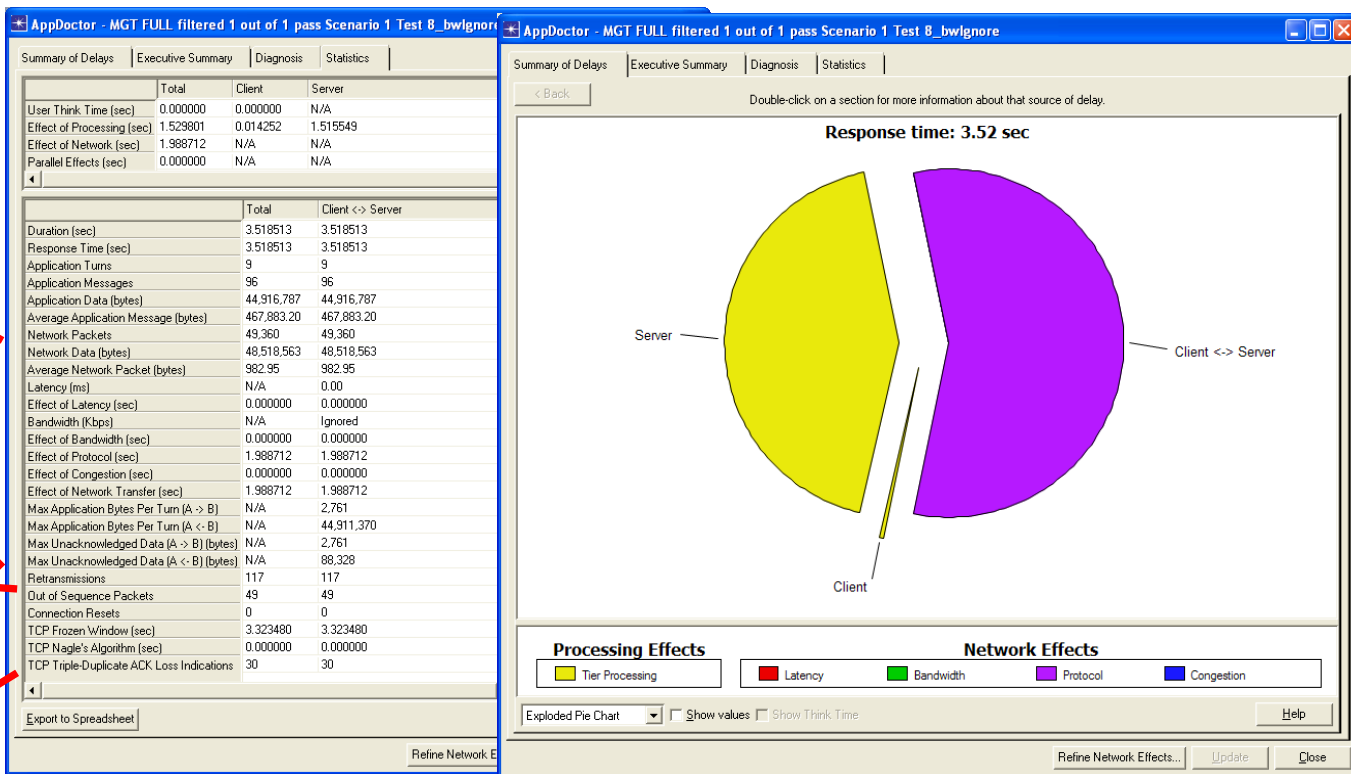 AppDoctor - MGT FULL filtered 1 out of 1 pass Scenario 1 Test 8_bwIgnore
Summary of Delays Executive Summary Diagnosis Statistics
Total Client Server
User Think Time (sec) 0.000000 0.000000 N/A
Effect of Processing (sec) 1.529801 0.014252 1.515549
Effect of Network (sec) 1.988712 N/A N/A
Parallel Effects (sec) 0.000000 N/A N/A
Total Client <-> Server
Duration (sec) 3.518513 3.518513
Response Time (sec) 3.518513 3.518513
Application Turns 9 9
Application Messages 96 96
Application Data (bytes) 44,916,787 44,916,787
Average Application Message (bytes) 467,883.20 467,883.20
Network Packets 49,360 49,360
Network Data (bytes) 48,518,563 48,518,563
Average Network Packet (bytes) 982.95 982.95
Latency (ms) N/A 0.00
Effect of Latency (sec) 0.000000 0.000000
Bandwidth (Kbps) N/A Ignored
Effect of Bandwidth (sec) 0.000000 0.000000
Effect of Protocol (sec) 1.988712 1.988712
Effect of Congestion (sec) 0.000000 0.000000
Effect of Network Transfer (sec) 1.988712 1.988712
Max Application Bytes Per Turn (A -> B) N/A 2,761
Max Application Bytes Per Turn (A <- B) N/A 44,911,370
Max Unacknowledged Data (A -> B) (bytes) N/A 2,761
Max Unacknowledged Data (A <- B) (bytes) N/A 88,328
Retransmissions 117 117
Out of Sequence Packets 49 49
Connection Resets 0 0
TCP Frozen Window (sec) 3.323480 3.323480
TCP Nagle's Algorithm (sec) 0.000000 0.000000
TCP Triple-Duplicate ACK Loss Indications 30 30
Export to Spreadsheet
Refine Network E
AppDoctor - MGT FULL filtered 1 out of 1 pass Scenario 1 Test 8_bwIgnore
Summary of Delays Executive Summary Diagnosis Statistics
< Back
Double-click on a section for more information about that source of delay.
Response time: 3.52 sec
Server
Client <-> Server
Client
Processing Effects
Tier Processing
Network Effects
Latency Bandwidth Protocol Congestion
Exploded Pie Chart Show values Show Think Time Help
Refine Network Effects... Update Close